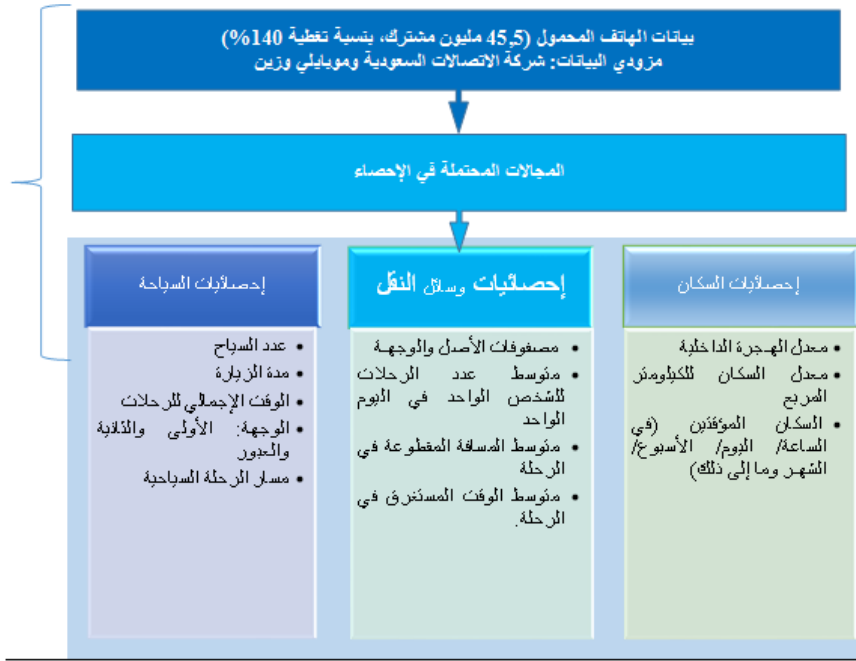 بيانات الهاتف المحمول (45,5 مليون مشترك، بنسبة تغطية 140%)
مزودي البيانات: شركة الاتصالات السعودية وموبايلي وزين
المجالات المحتملة في الإحصاء
إحصائيات السكان
• معدل الهجرة الداخلية
• معدل السكان للكيلومتر
المربع
• السكان المؤقتين (في
الساعة/ اليوم/ الأسبوع/
الشهر وما إلى ذلك)
إحصائيات وسائل النقل
• مصفوفات الأصل والوجهة
• متوسط عدد الرحلات
للشخص الواحد في اليوم
الواحد
• متوسط المسافة المقطوعة في
الرحلة
• متوسط الوقت المستغرق في
الرحلة.
إحصائيات السياحة
• عدد السياح
• مدة الزيارة
• الوقت الإجمالي للرحلات
• الوجهة: الأولى والثانية
والعبور
• مسار الرحلة السياحية